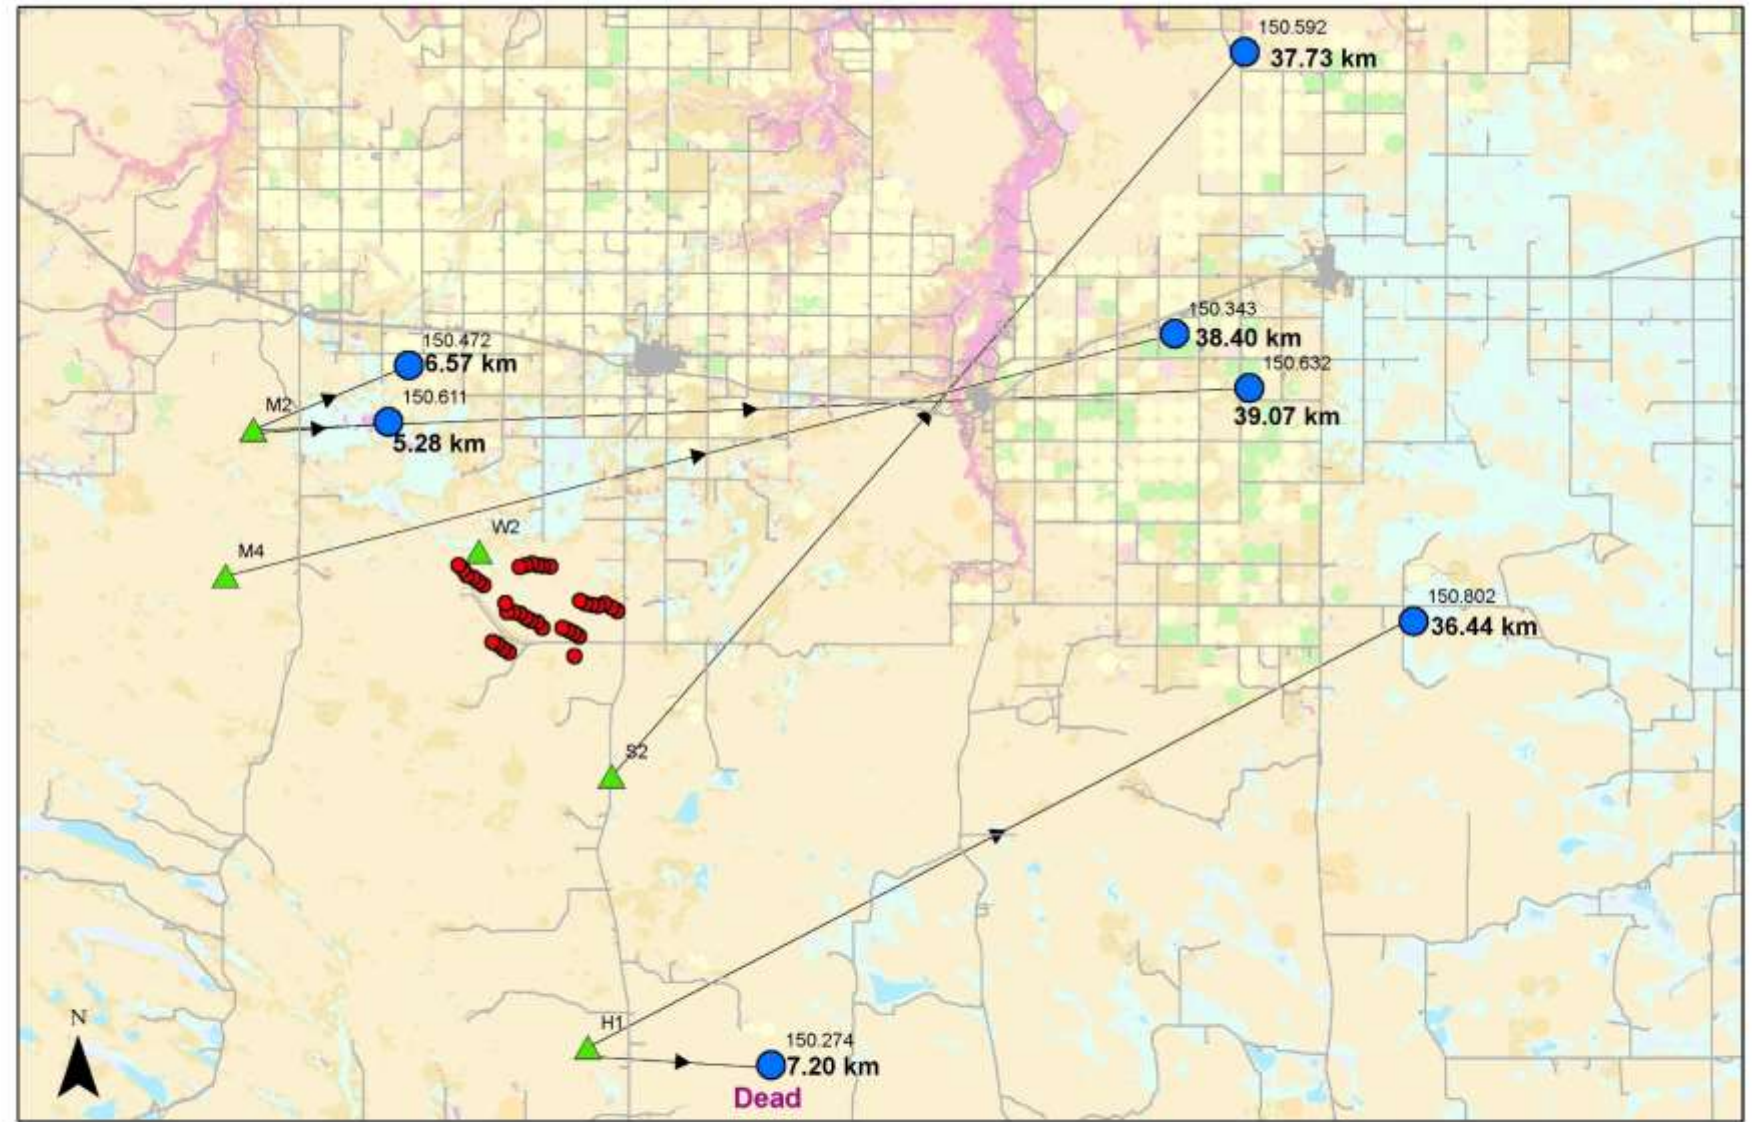 150.592
37.73 km
150.343
38.40 km
150.472
6.57 km
150.632
39.07 km
150.611
5.28 km
M2
W2
M4
150.802
36.44 km
S2
N
H1
150.274
7.20 km
Dead